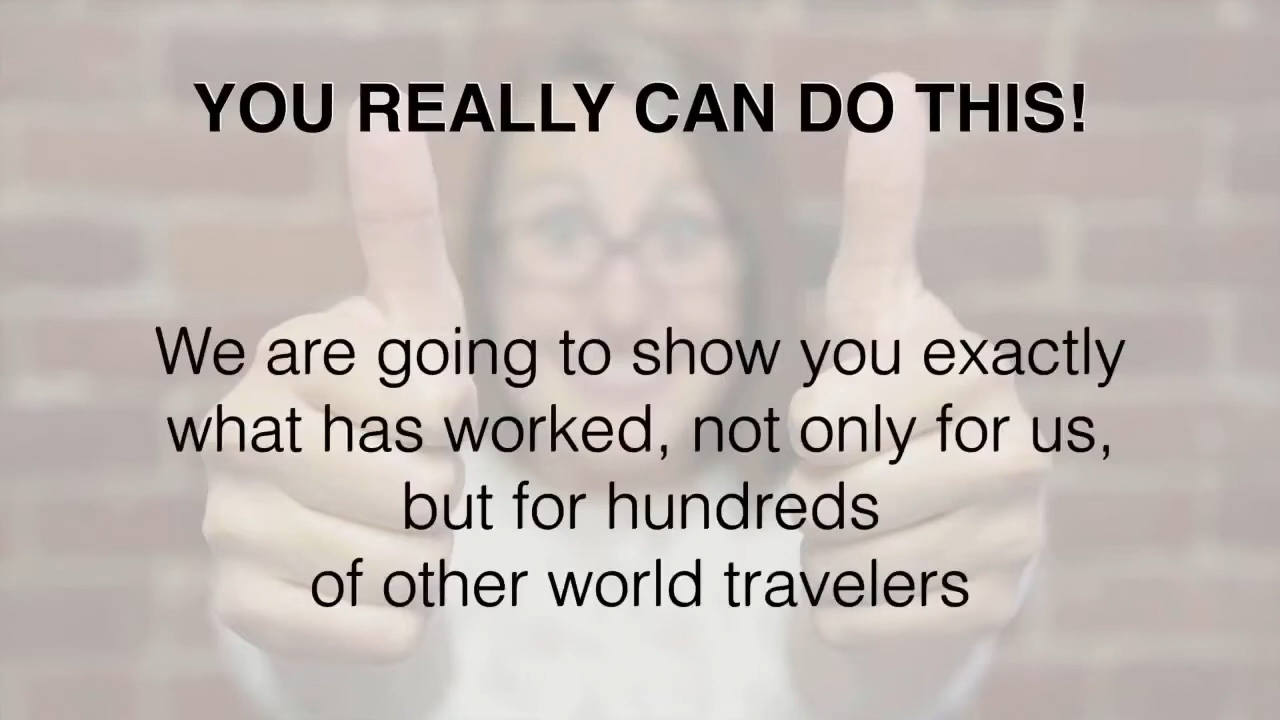 YOU REALLY CAN DO THIS!
We are going to show you exactly
what has worked, not only for us,
but for hundreds
of other world travelers